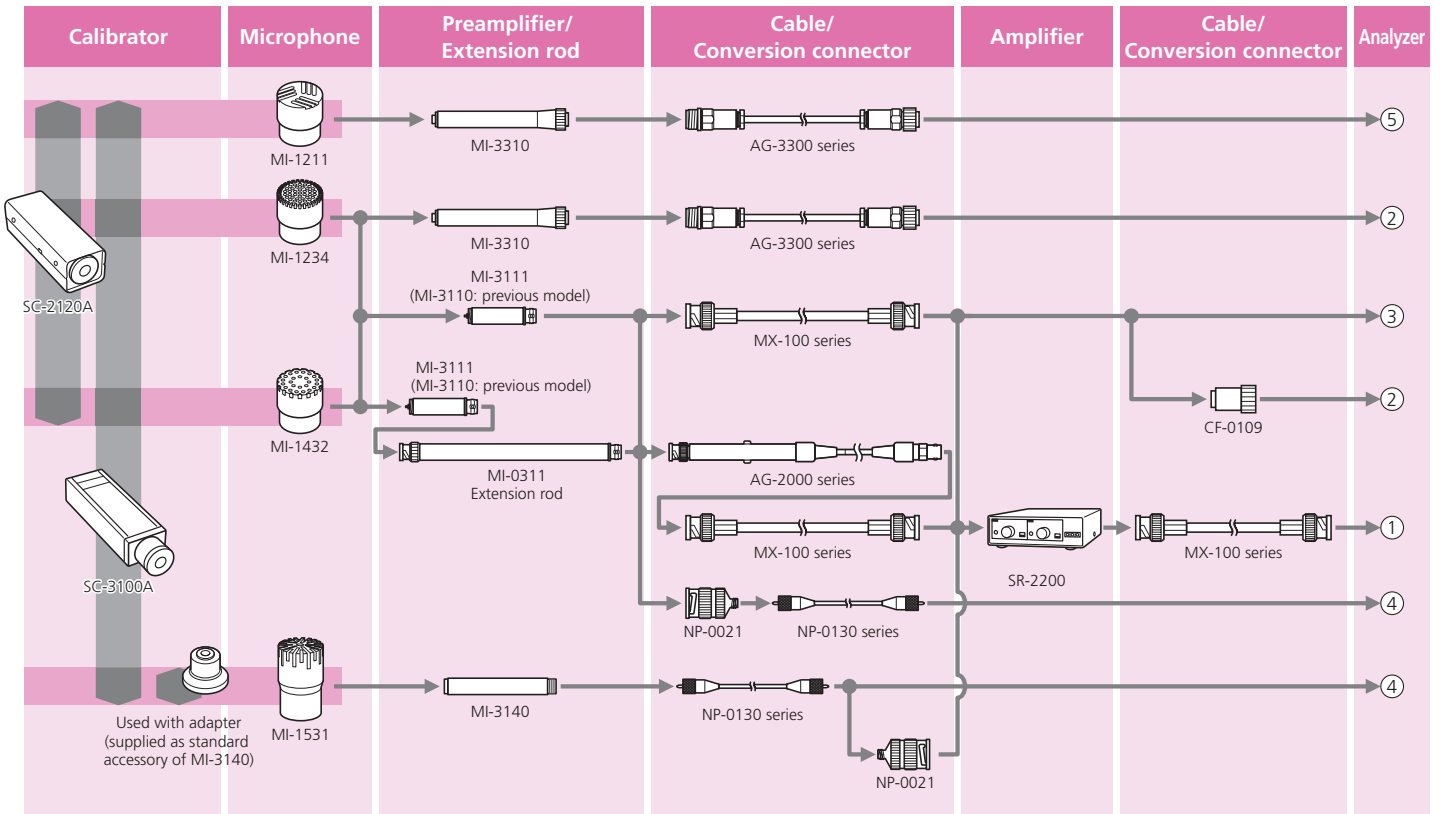 Calibrator
Microphone
Preamplifier/
Extension rod
Cable/
Conversion connector
Amplifier
Cable/
Conversion connector
Analyzer
MI-1211
MI-3310
AG-3300 series
5
MI-1234
MI-3310
AG-3300 series
2
SC-2120A
MI-3111
(MI-3110: previous model)
MX-100 series
3
MI-1432
MI-3111
(MI-3110: previous model)
CF-0109
2
MI-0311
Extension rod
AG-2000 series
MX-100 series
SR-2200
MX-100 series
1
SC-3100A
NP-0021
NP-0130 series
4
Used with adapter
(supplied as standard
accessory of MI-3140)
MI-1531
MI-3140
NP-0130 series
4
NP-0021